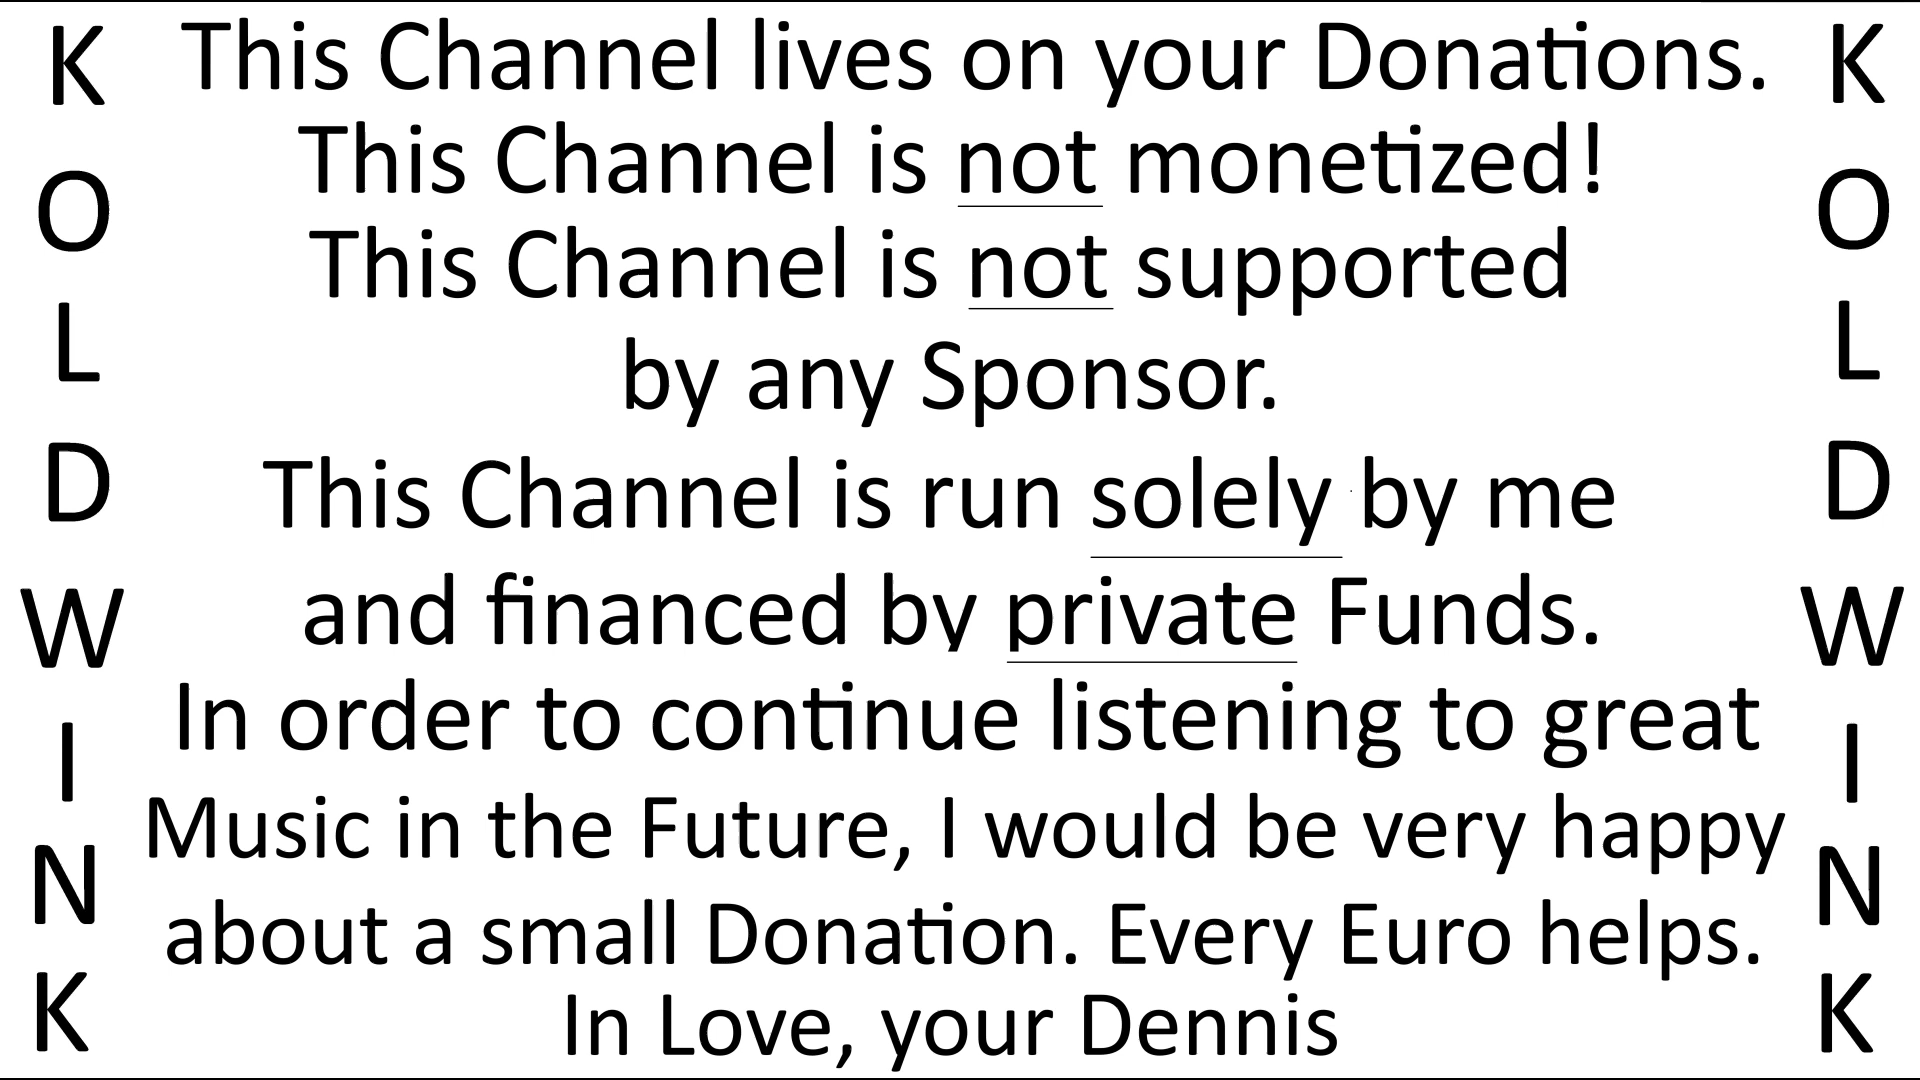 KOLDWINK
This Channel lives on your Donations.
This Channel is not monetized!
This Channel is not supported
by any Sponsor.
This Channel is run solely by me
and financed by private Funds.
In order to continue listening to great
Music in the Future, I would be very happy
about a small Donation. Every Euro helps.
In Love, your Dennis
KOLDWINK